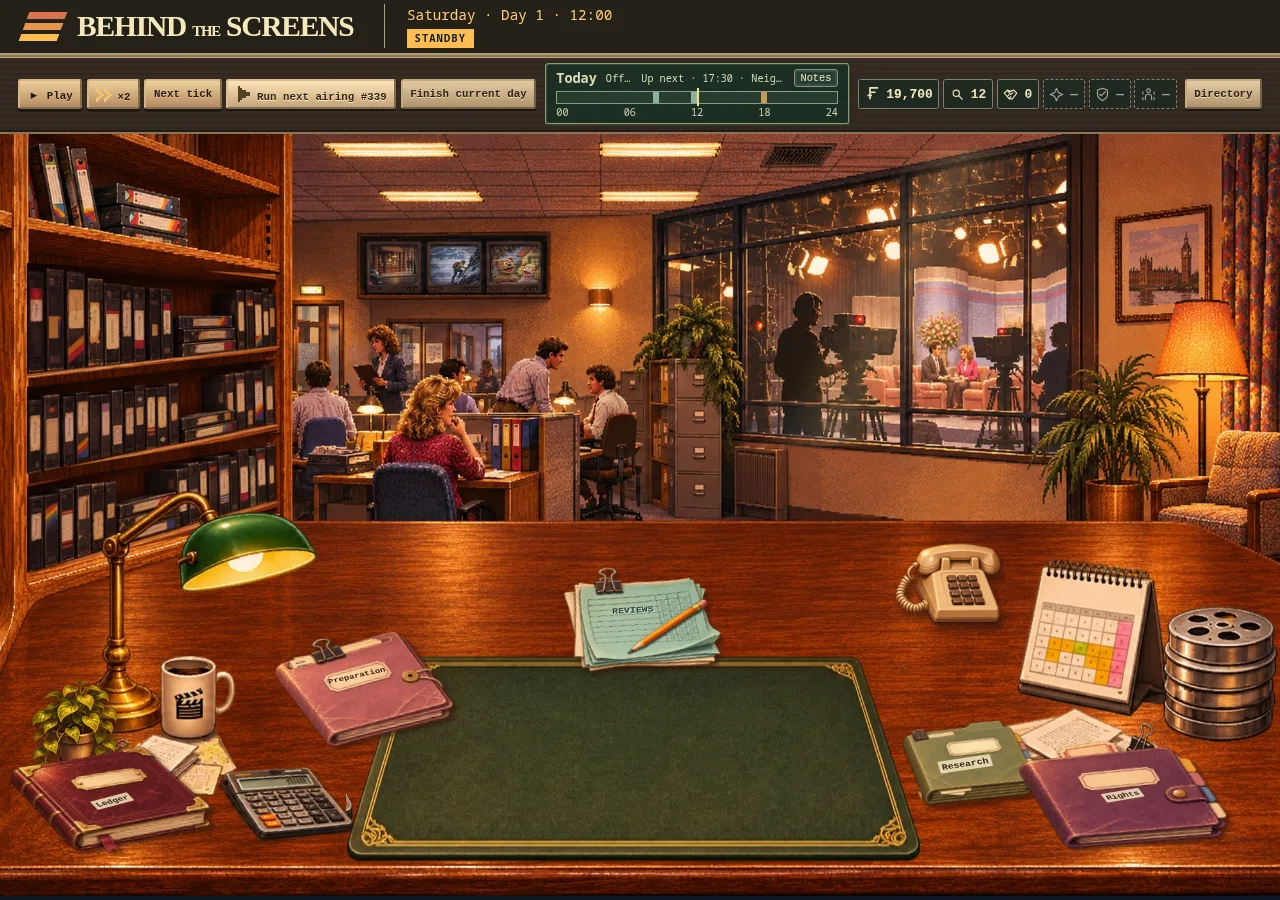 BEHIND THE SCREENS
Saturday · Day 1 · 12:00
STANDBY
► Play
×2
Next tick
Run next airing #339
Finish current day
Today Off… Up next · 17:30 · Neig… Notes
00 06 12 18 24
19,700
12
0
—
—
—
Directory
REVIEWS
Preparation
Ledger
Research
Rights